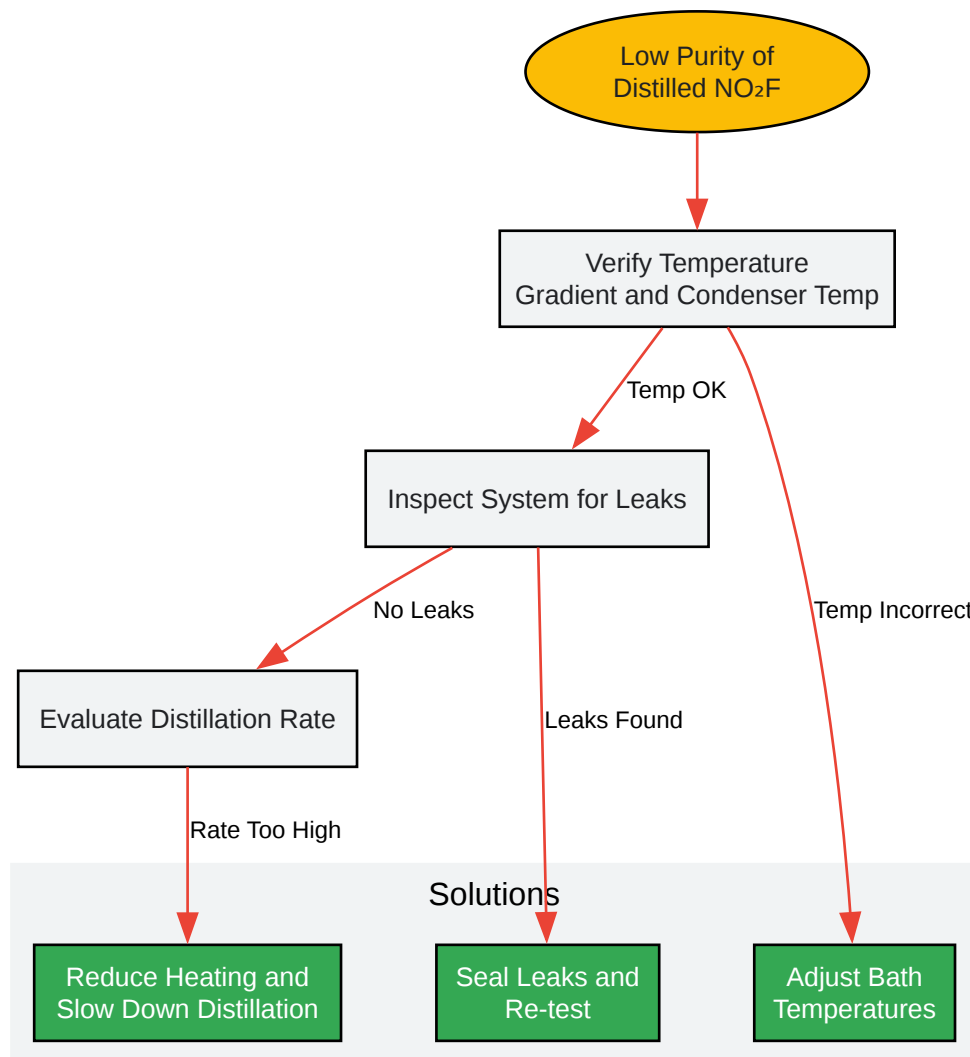 Low Purity of
Distilled NO₂F
Verify Temperature
Gradient and Condenser Temp
Temp OK
Inspect System for Leaks
No Leaks
Temp Incorrect
Evaluate Distillation Rate
Leaks Found
Rate Too High
Solutions
Reduce Heating and
Slow Down Distillation
Seal Leaks and
Re-test
Adjust Bath
Temperatures